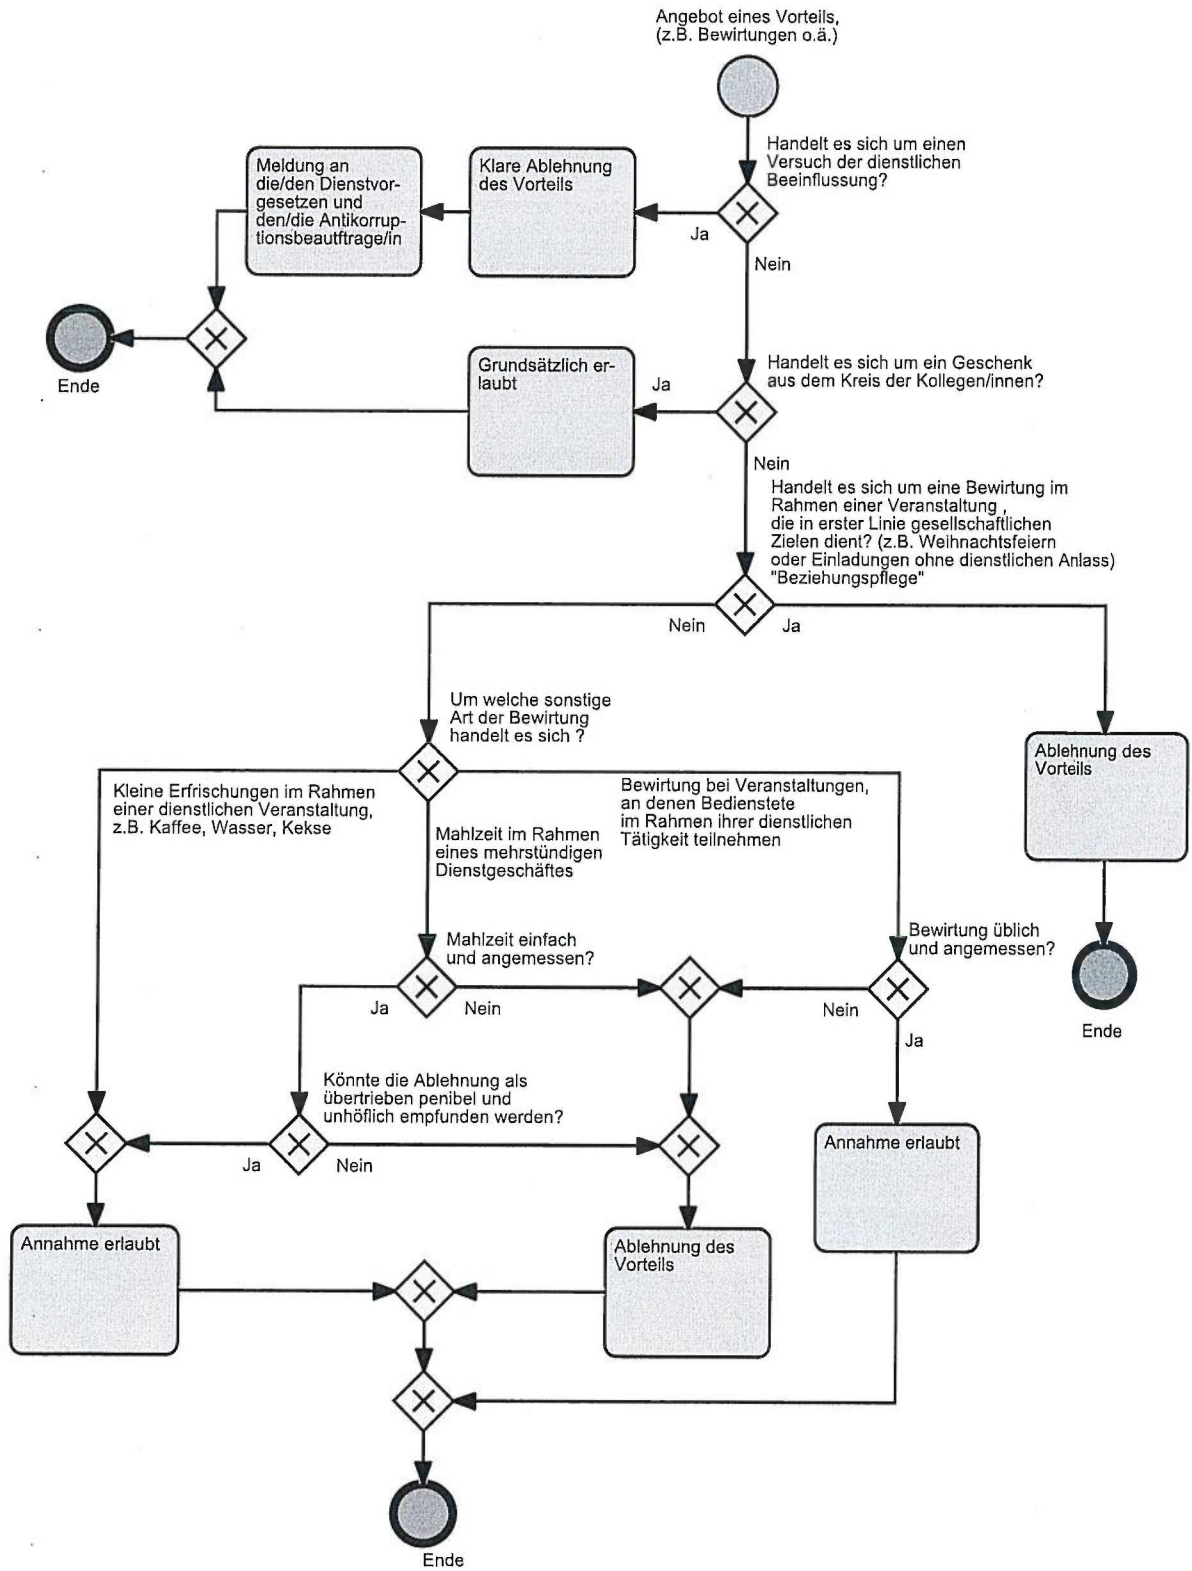 Angebot eines Vorteils,
(z.B. Bewirtungen o.ä.)
Handelt es sich um einen
Versuch der dienstlichen
Beeinflussung?
Meldung an
die/den Dienstvor-
gesetzen und
den/die Antikorrup-
tionsbeautftrage/in
Klare Ablehnung
des Vorteils
Ja
Nein
Ende
Grundsätzlich er-
laubt
Ja
Handelt es sich um ein Geschenk
aus dem Kreis der Kollegen/innen?
Nein
Handelt es sich um eine Bewirtung im
Rahmen einer Veranstaltung ,
die in erster Linie gesellschaftlichen
Zielen dient? (z.B. Weihnachtsfeiern
oder Einladungen ohne dienstlichen Anlass)
"Beziehungspflege"
Nein
Ja
Um welche sonstige
Art der Bewirtung
handelt es sich ?
Ablehnung des
Vorteils
Kleine Erfrischungen im Rahmen
einer dienstlichen Veranstaltung,
z.B. Kaffee, Wasser, Kekse
Mahlzeit im Rahmen
eines mehrstündigen
Dienstgeschäftes
Bewirtung bei Veranstaltungen,
an denen Bedienstete
im Rahmen ihrer dienstlichen
Tätigkeit teilnehmen
Mahlzeit einfach
und angemessen?
Bewirtung üblich
und angemessen?
Ja
Nein
Nein
Ja
Ende
Könnte die Ablehnung als
übertrieben penibel und
unhöflich empfunden werden?
Ja
Nein
Annahme erlaubt
Annahme erlaubt
Ablehnung des
Vorteils
Ende